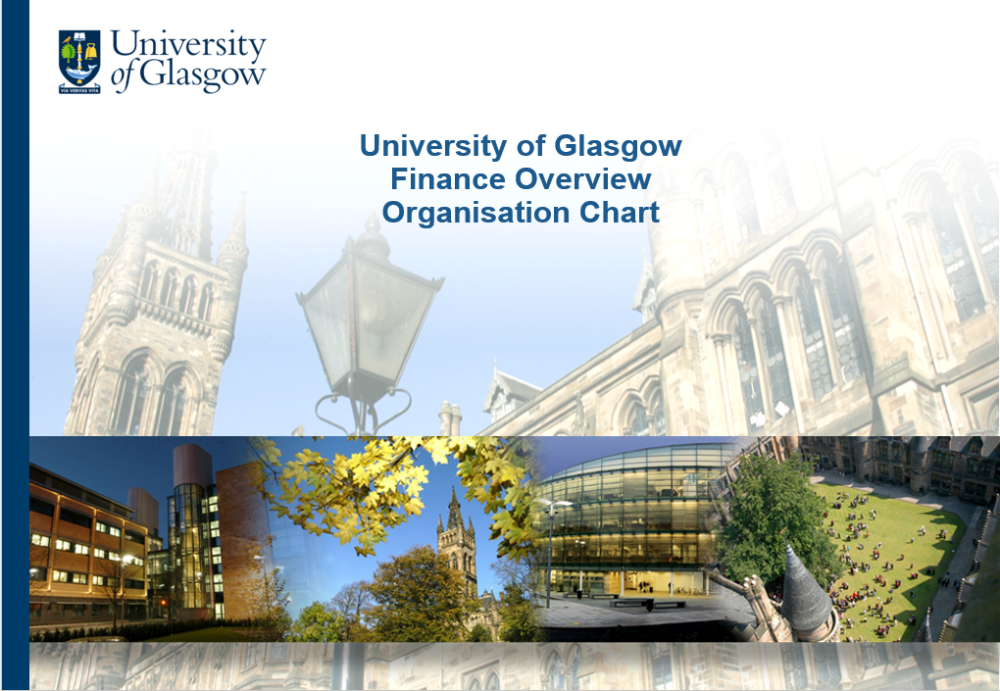 University
of Glasgow
VIA VERITAS VITA
University of Glasgow
Finance Overview
Organisation Chart